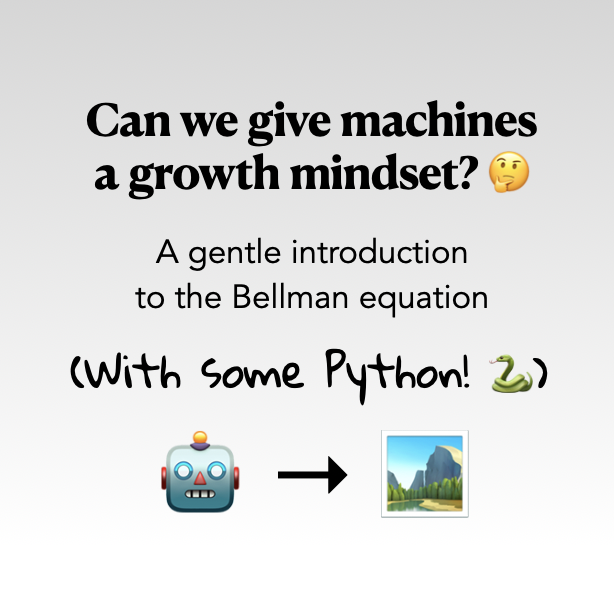 Can we give machines
a growth mindset? 🤔
A gentle introduction
to the Bellman equation
(With some Python! 🐍)